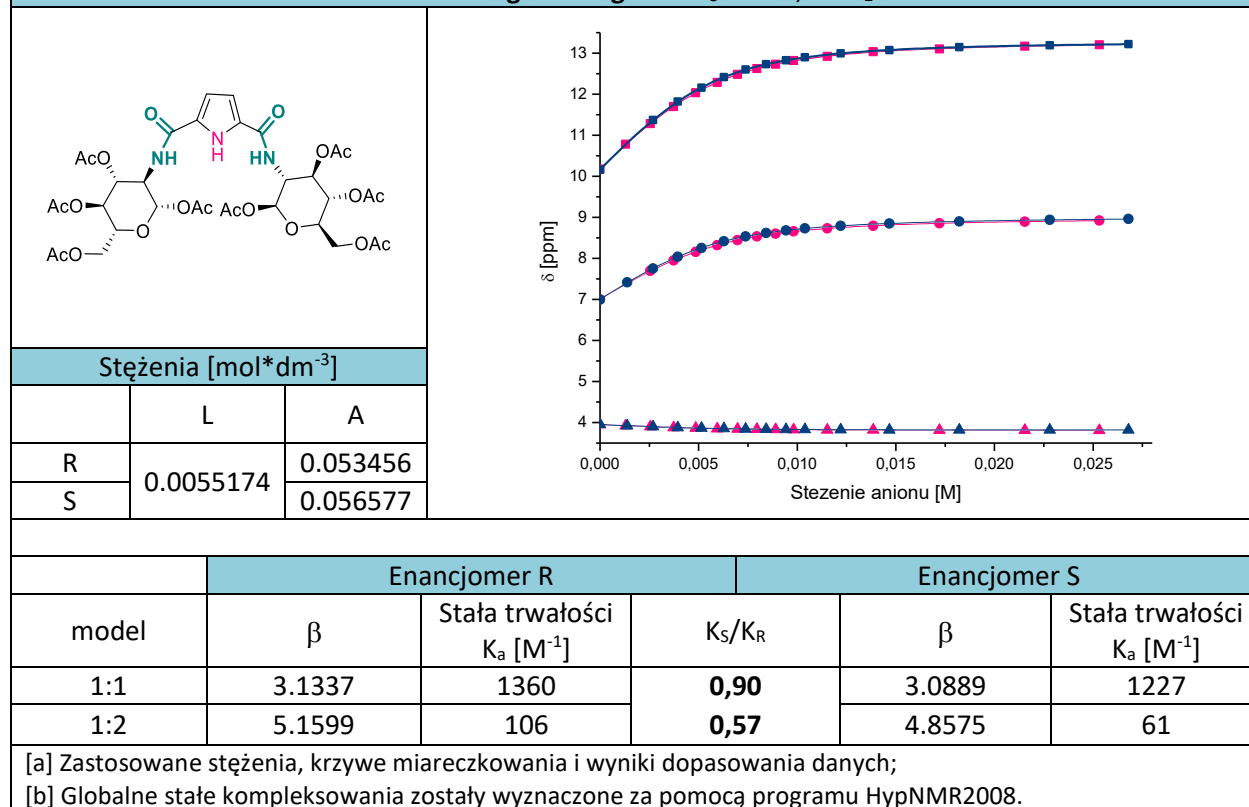 AcO
O
NH
N
H
O
HN
OAc
AcO
OAc
AcO
OAc
AcO
O
O
AcO
OAc
δ [ppm]
13
12
11
10
9
8
7
6
5
4
0,000 0,005 0,010 0,015 0,020 0,025
Stezenie anionu [M]
Stężenia [mol*dm-3]
L A
R 0.0055174 0.053456
S 0.056577
Enancjomer R Enancjomer S
model β Stała trwałości Ka [M-1] KS/KR β Stała trwałości Ka [M-1]
1:1 3.1337 1360 0,90 3.0889 1227
1:2 5.1599 106 0,57 4.8575 61
[a] Zastosowane stężenia, krzywe miareczkowania i wyniki dopasowania danych;
[b] Globalne stałe kompleksowania zostały wyznaczone za pomocą programu HypNMR2008.